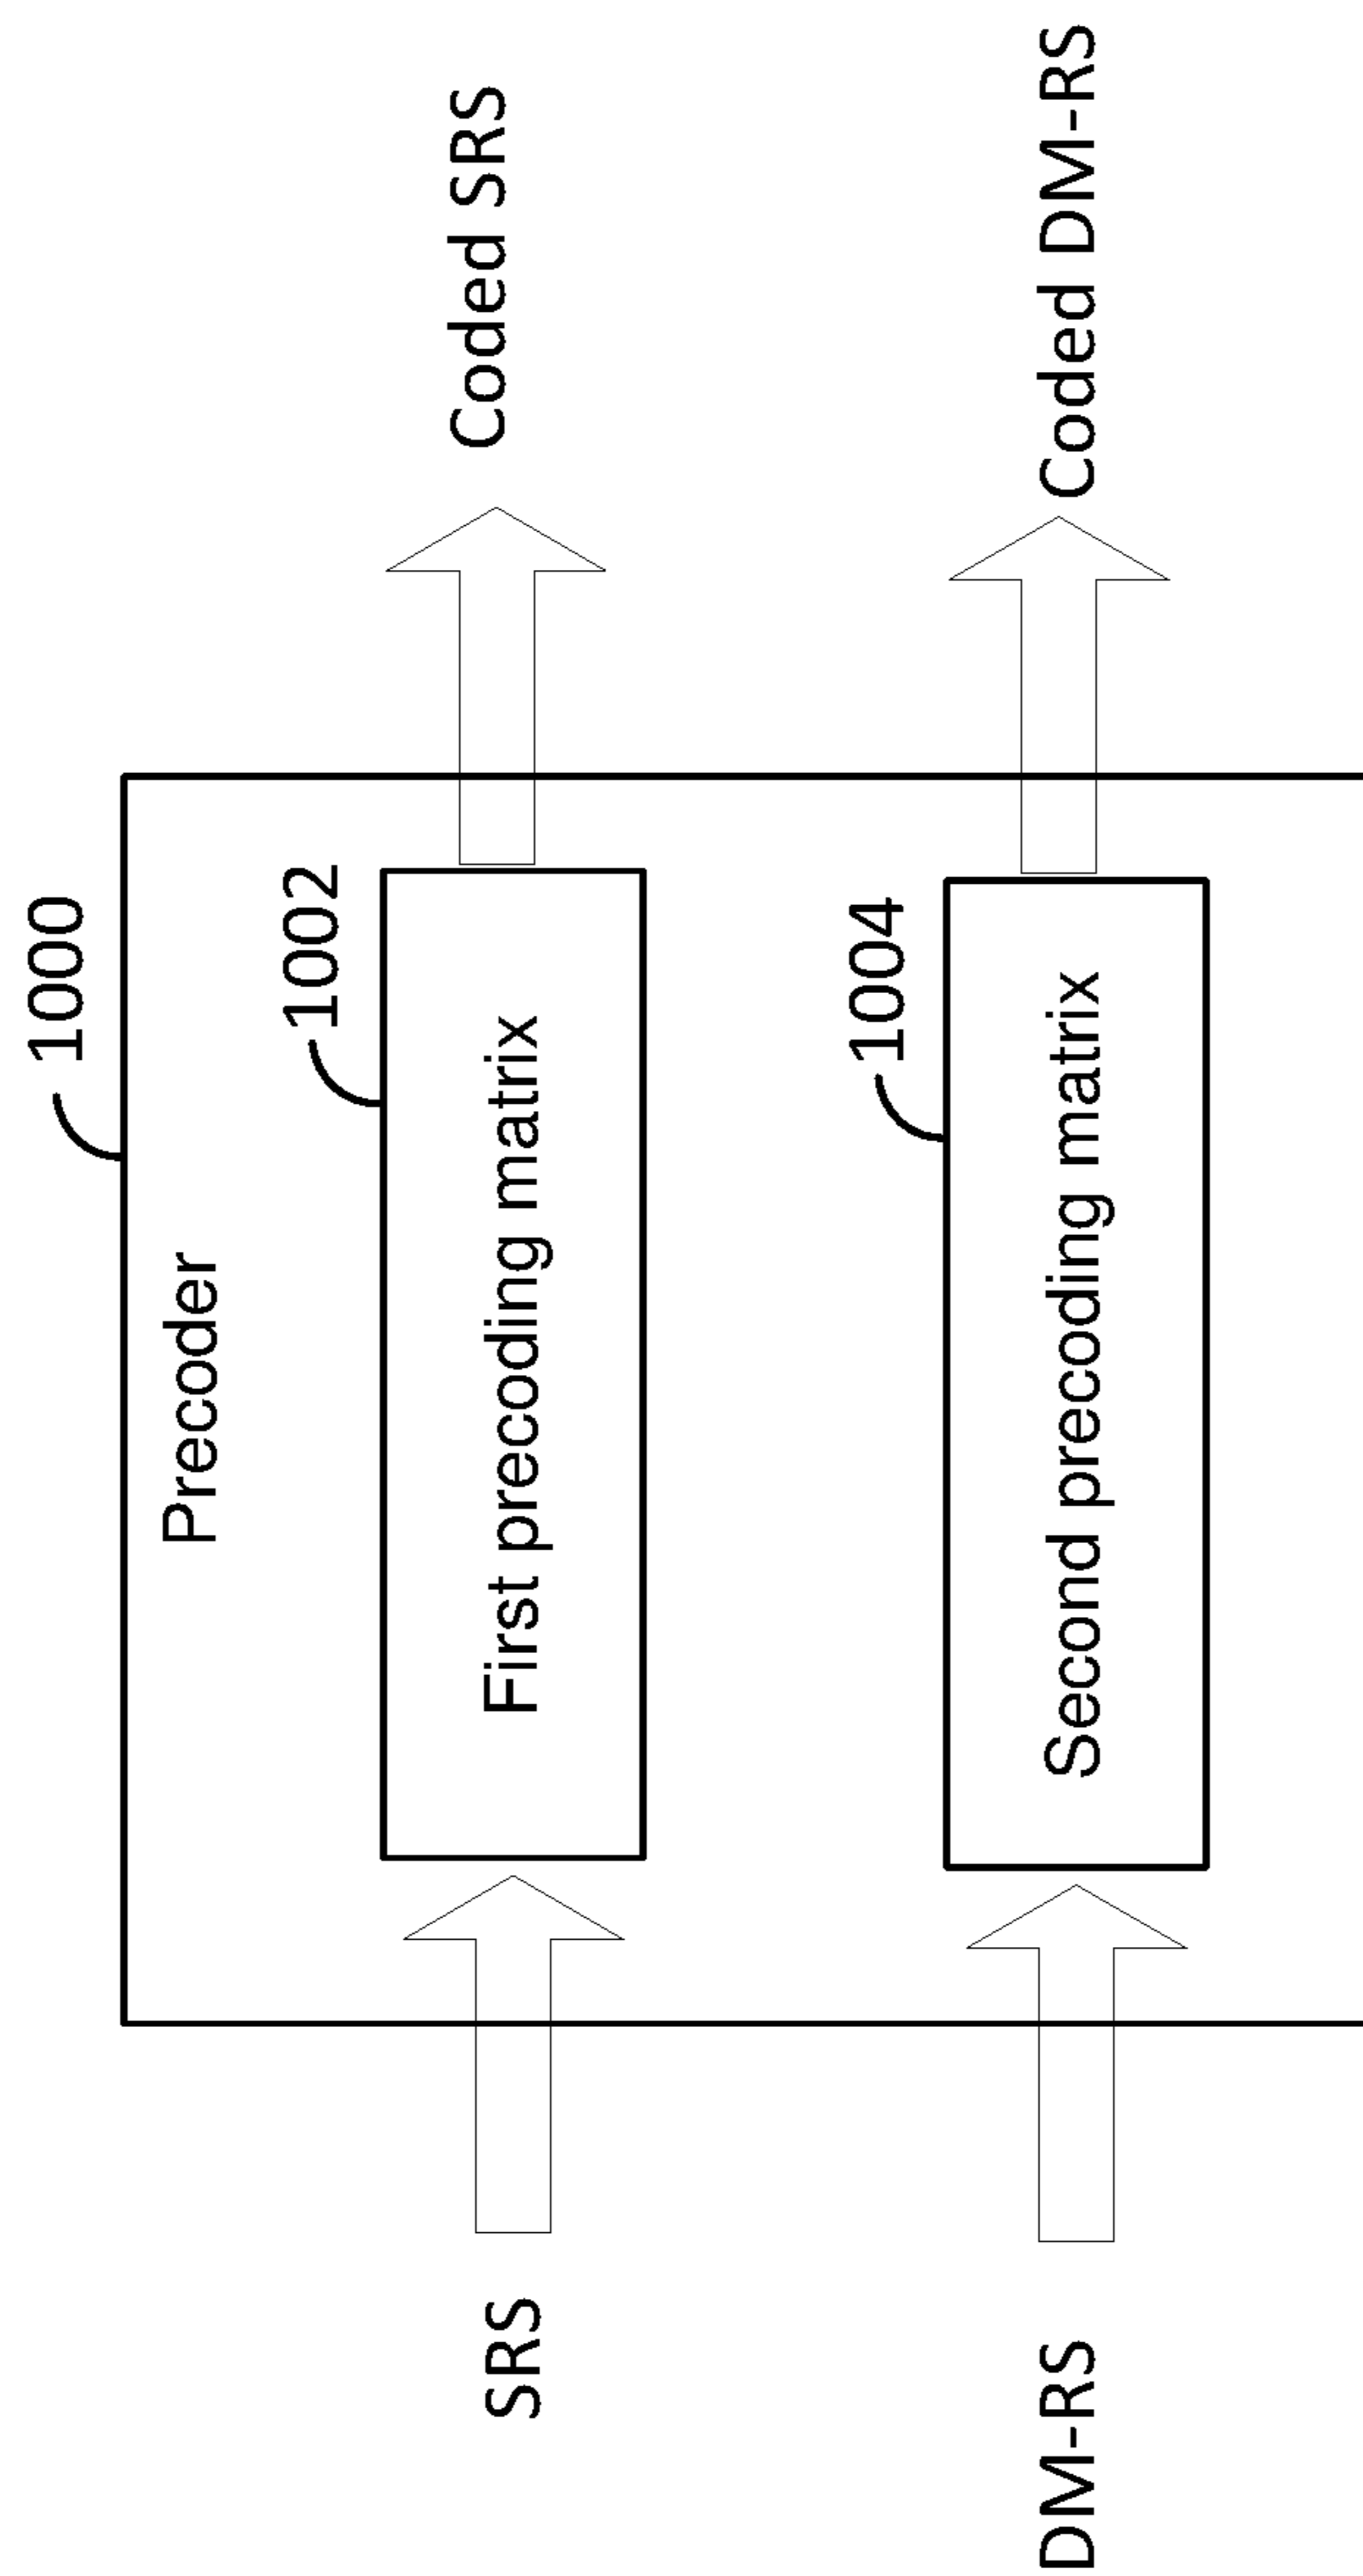 1000
Precoder
1002
SRS
First precoding matrix
Coded SRS
1004
DM-RS
Second precoding matrix
Coded DM-RS